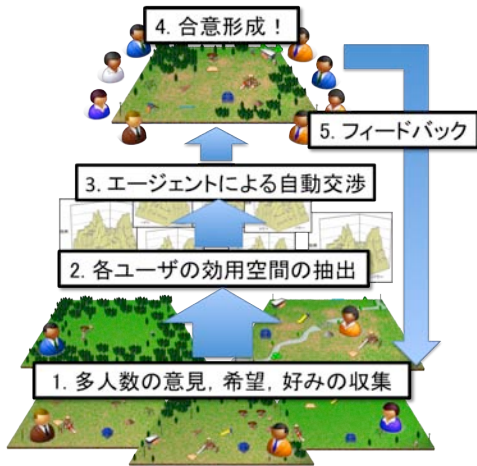 4. 合意形成！
5. フィードバック
3. エージェントによる自動交渉
2. 各ユーザの効用空間の抽出
1. 多人数の意見，希望，好みの収集